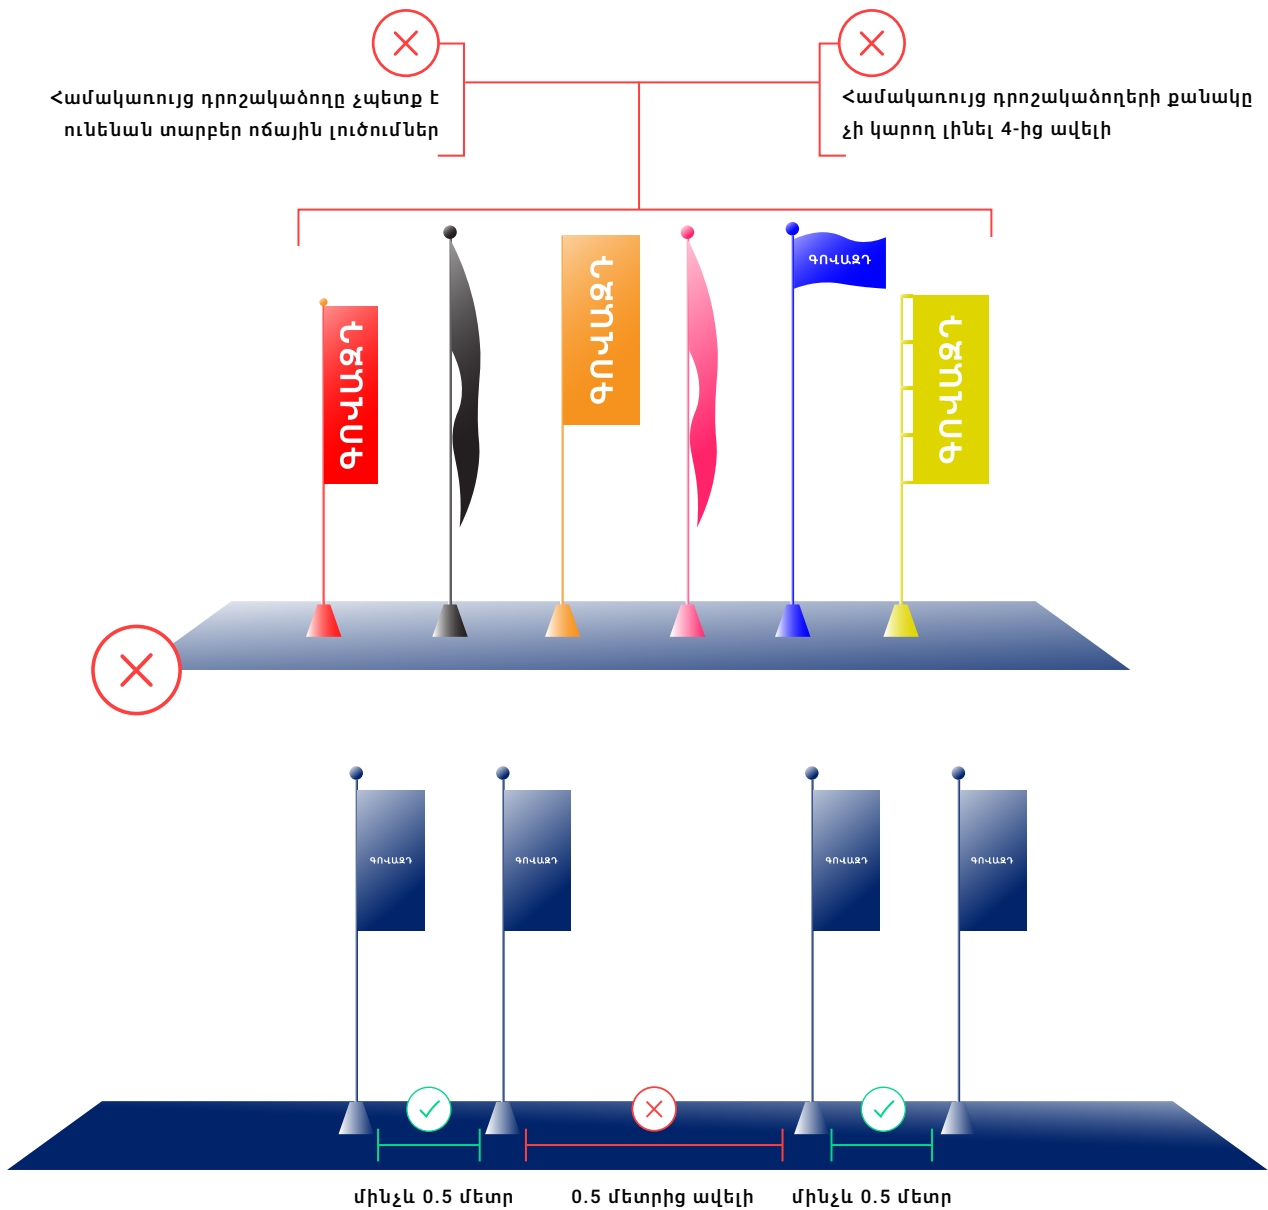 Համակառույց դրոշակաձողը չպետք է
ունենան տարբեր ոճային լուծումներ
Համակառույց դրոշակաձողերի քանակը
չի կարող լինել 4-ից ավելի
ԳՈՎԱԶԴ
ԳՈՎԱԶԴ
ԳՈՎԱԶԴ
ԳՈՎԱԶԴ
ԳՈՎԱԶԴ
ԳՈՎԱԶԴ
ԳՈՎԱԶԴ
ԳՈՎԱԶԴ
մինչև 0.5 մետր
0.5 մետրից ավելի
մինչև 0.5 մետր